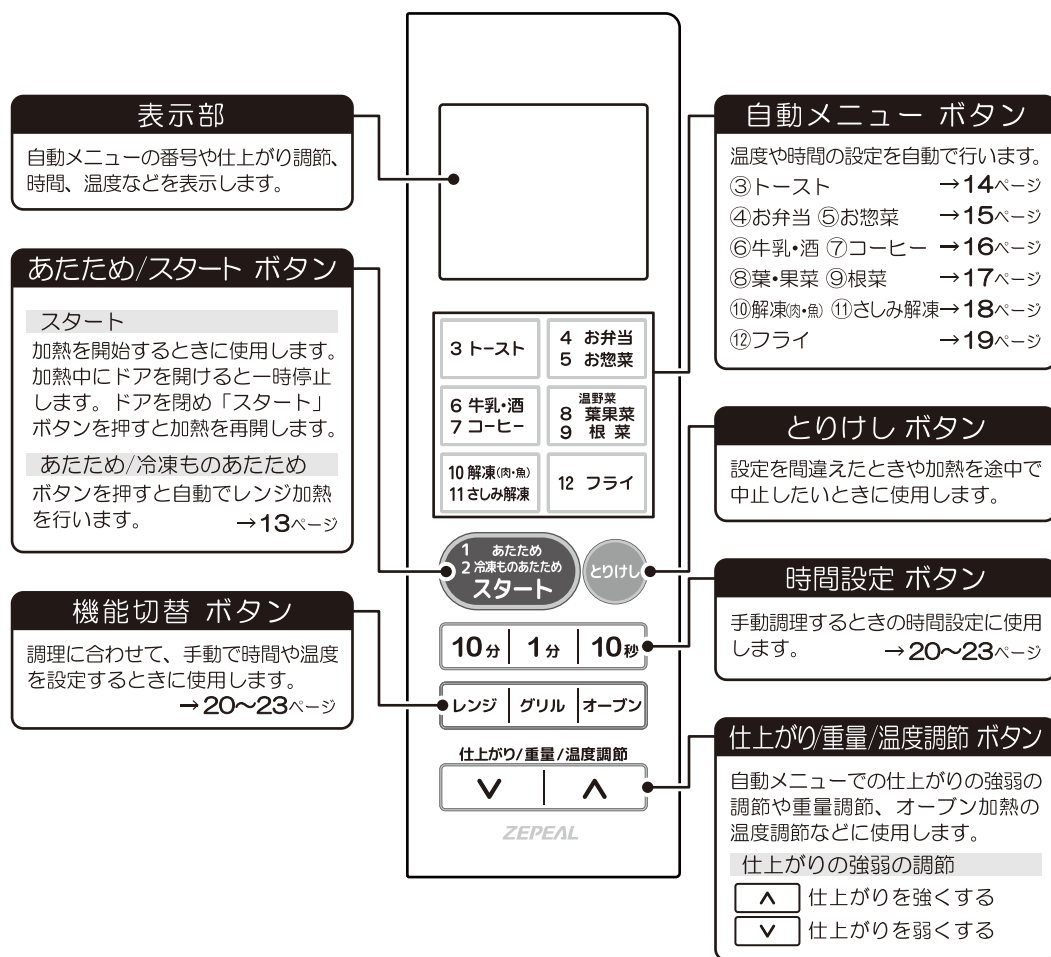 表示部
自動メニューの番号や仕上がり調節、
時間、温度などを表示します。
あたため/スタート ボタン
スタート
加熱を開始するときに使用します。
加熱中にドアを開けると一時停止
します。ドアを閉め「スタート」
ボタンを押すと加熱を再開します。
あたため/冷凍ものあたため
ボタンを押すと自動でレンジ加熱
を行います。 →13ページ
機能切替 ボタン
調理に合わせて、手動で時間や温度
を設定するときに使用します。
→20〜23ページ
3 トースト
4 お弁当
5 お惣菜
6 牛乳・酒
7 コーヒー
温野菜
8 葉果菜
9 根菜
10 解凍(肉・魚)
11 さしみ解凍
12 フライ
1 あたため
2 冷凍ものあたため
スタート
とりけし
10分 1分 10秒
レンジ グリル オーブン
仕上がり/重量/温度調節
∨ ∧
ZEPEAL
自動メニュー ボタン
温度や時間の設定を自動で行います。
③トースト →14ページ
④お弁当 ⑤お惣菜 →15ページ
⑥牛乳・酒 ⑦コーヒー →16ページ
⑧葉・果菜 ⑨根菜 →17ページ
⑩解凍(肉・魚) ⑪さしみ解凍→18ページ
⑫フライ →19ページ
とりけし ボタン
設定を間違えたときや加熱を途中で
中止したいときに使用します。
時間設定 ボタン
手動調理するときの時間設定に使用
します。 →20〜23ページ
仕上がり/重量/温度調節 ボタン
自動メニューでの仕上がりの強弱の
調節や重量調節、オーブン加熱の
温度調節などに使用します。
仕上がりの強弱の調節
∧ 仕上がりを強くする
∨ 仕上がりを弱くする